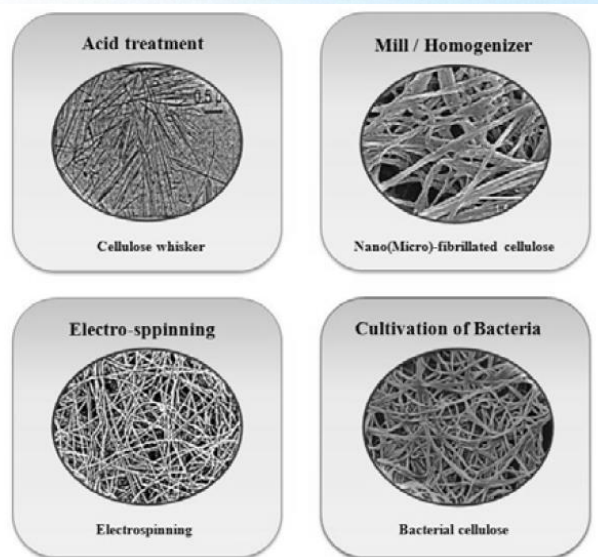 Acid treatment
0.5 μ
Cellulose whisker
Mill / Homogenizer
Nano(Micro)-fibrillated cellulose
Electro-sppinning
Electrospinning
Cultivation of Bacteria
Bacterial cellulose